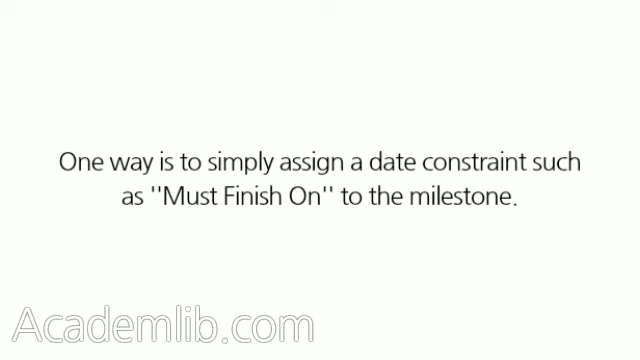 One way is to simply assign a date constraint such
as "Must Finish On" to the milestone.
Academlib.com